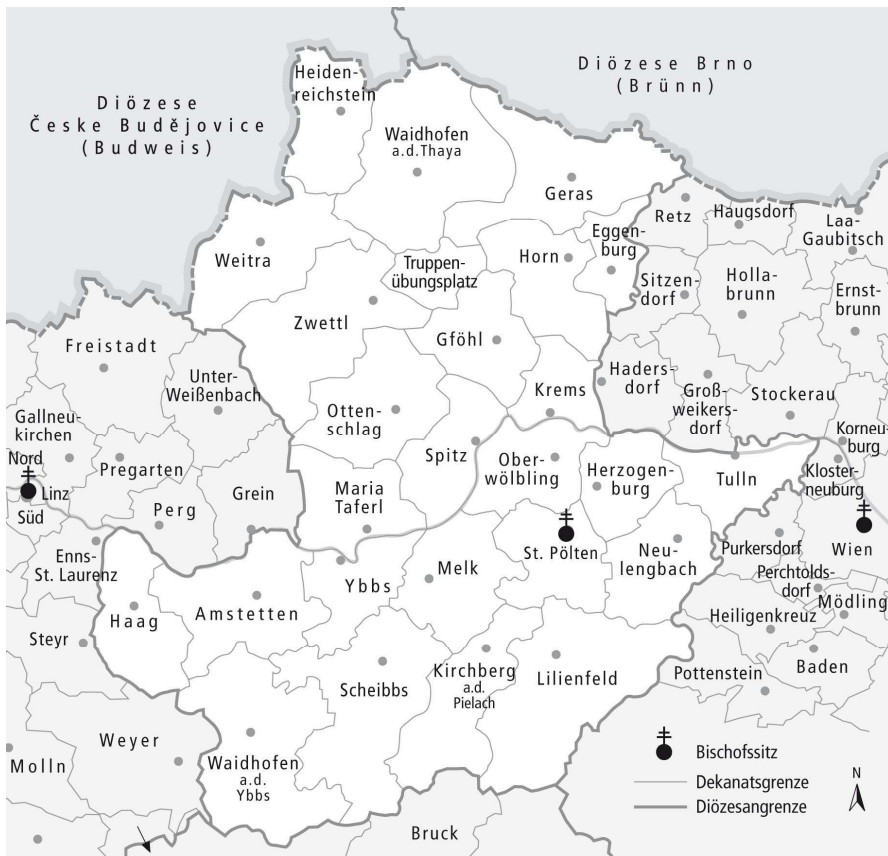 Diözese
České Budějovice
(Budweis)
Diözese Brno
(Brünn)
Heiden-
reichstein
Waidhofen
a.d.Thaya
Geras
Retz
Haugsdorf
Laa-
Gaubitsch
Weitra
Truppen-
übungsplatz
Horn
Eggen-
burg
Sitzen-
dorf
Holla-
brunn
Ernst-
brunn
Zwettl
Gföhl
Freistadt
Unter-
Weißenbach
Otten-
schlag
Krems
Haders-
dorf
Groß-
weikers-
dorf
Stockerau
Korneu-
burg
Gallneu-
kirchen
Nord
Linz
Süd
Pregarten
Perg
Grein
Maria
Taferl
Spitz
Ober-
wölbling
Herzogen-
burg
Tulln
Kloster-
neuburg
Enns-
St. Laurenz
Haag
Amstetten
Ybbs
Melk
St. Pölten
Neu-
lengbach
Purkersdorf
Wien
Perchtolds-
dorf
Mödling
Heiligenkreuz
Steyr
Scheibbs
Kirchberg
a.d.
Pielach
Lilienfeld
Pottenstein
Baden
Weyer
Molln
Waidhofen
a.d.
Ybbs
Bruck
Bischofssitz
Dekanatsgrenze
Diözesangrenze
N